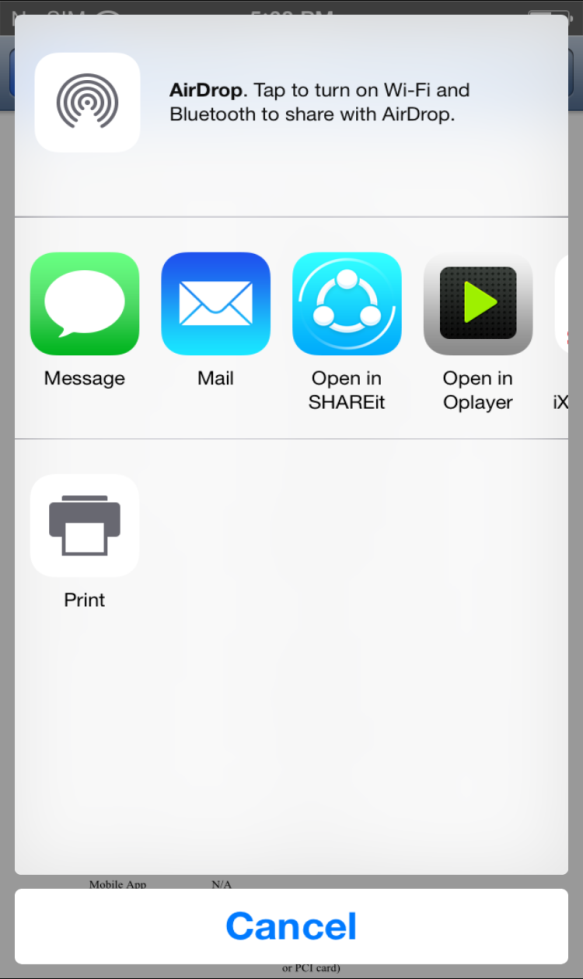 AirDrop. Tap to turn on Wi-Fi and
Bluetooth to share with AirDrop.
Message
Mail
Open in
SHAREit
Open in
Oplayer
iX
Print
Mobile App N/A
Cancel
or PCI card)